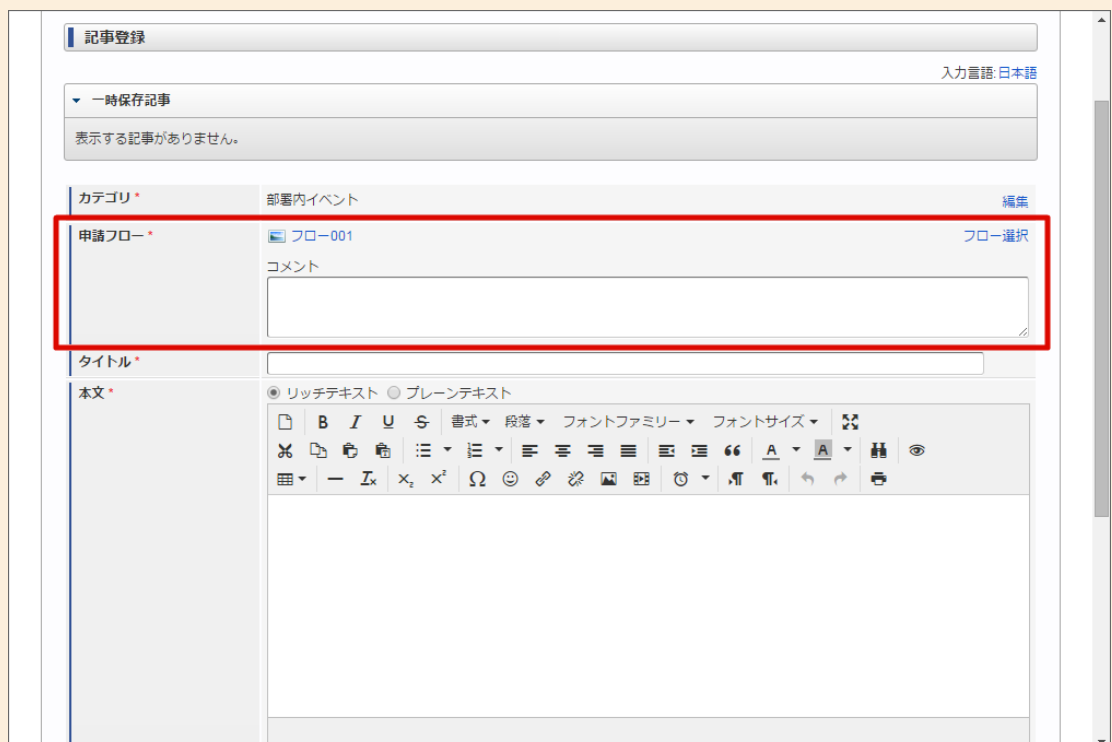 記事登録
入力言語:日本語
一時保存記事
表示する記事がありません。
カテゴリ* 部署内イベント 編集
申請フロー* フロー001 フロー選択
コメント
タイトル*
本文* リッチテキスト プレーンテキスト
B I U S 書式 段落 フォントファミリー フォントサイズ
A A
Ix x₂ x² Ω